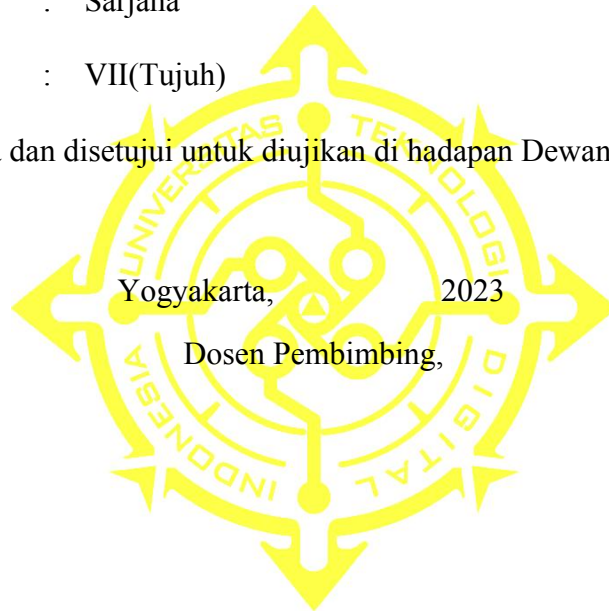 : Sarjana
: VII(Tujuh)
dan disetujui untuk diujikan di hadapan Dewan
Yogyakarta, 2023
Dosen Pembimbing,
UNIVERSITAS TEKNOLOGI DIGITAL INDONESIA